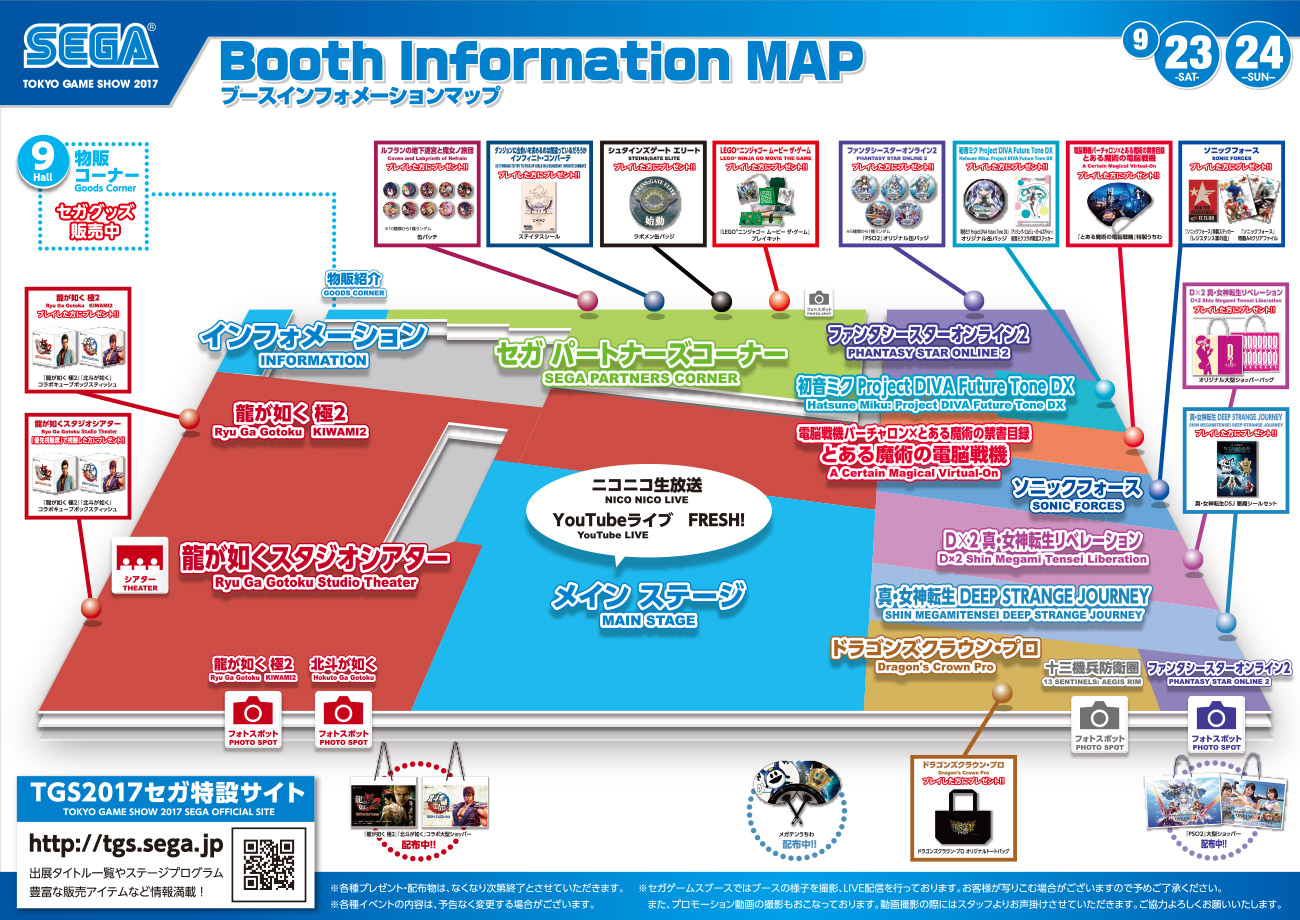 SEGA®
TOKYO GAME SHOW 2017
Booth Information MAP
ブースインフォメーションマップ
9
23
-SAT-
24
-SUN-
9
Hall
物販
コーナー
Goods Corner
セガグッズ
販売中
ルフランの地下迷宮と魔女ノ旅団
Coven and Labyrinth of Refrain
プレイした方にプレゼント!!
※10種類から1種ランダム
缶バッチ
ダンジョンに出会いを求めるのは間違っているだろうか
インフィニト・コンバーテ
ステイタスシール
シュタインズゲート エリート
STEINS;GATE ELITE
プレイした方にプレゼント!!
始動
ラボメン缶バッジ
LEGO®ニンジャゴー ムービー ザ・ゲーム
LEGO® NINJA GO MOVIE THE GAME
プレイした方にプレゼント!!
「LEGO®ニンジャゴー ムービー ザ・ゲーム」
プレイキット
ファンタシースターオンライン2
PHANTASY STAR ONLINE 2
プレイした方にプレゼント!!
※5種類から1種ランダム
「PSO2」オリジナル缶バッジ
初音ミク Project DIVA Future Tone DX
Hatsune Miku: Project DIVA Future Tone DX
プレイした方にプレゼント!!
オリジナル缶バッジ
電脳戦機バーチャロン×とある魔術の禁書目録
とある魔術の電脳戦機
A Certain Magical Virtual-On
プレイした方にプレゼント!!
「とある魔術の電脳戦機」特製うちわ
ソニックフォース
SONIC FORCES
プレイした方にプレゼント!!
「ソニックフォース」特製ステッカー
「レジスタンス軍の証」
「ソニックフォース」
特製A4クリアファイル
龍が如く 極2
Ryu Ga Gotoku KIWAMI2
プレイした方にプレゼント!!
「龍が如く 極2」「北斗が如く」
コラボキューブボックスティッシュ
龍が如くスタジオシアター
Ryu Ga Gotoku Studio Theater
「優先視聴区」で視聴した方にプレゼント!!
「龍が如く 極2」「北斗が如く」
コラボキューブボックスティッシュ
D×2 真・女神転生リベレーション
D×2 Shin Megami Tensei Liberation
プレイした方にプレゼント!!
オリジナル大型ショッパーバッグ
真・女神転生 DEEP STRANGE JOURNEY
SHIN MEGAMITENSEI DEEP STRANGE JOURNEY
プレイした方にプレゼント!!
真・女神転生DSJ 悪魔シールセット
物販紹介
GOODS CORNER
インフォメーション
INFORMATION
セガ パートナーズコーナー
SEGA PARTNERS CORNER
フォトスポット
PHOTO SPOT
ファンタシースターオンライン2
PHANTASY STAR ONLINE 2
初音ミク Project DIVA Future Tone DX
Hatsune Miku: Project DIVA Future Tone DX
龍が如く 極2
Ryu Ga Gotoku KIWAMI2
電脳戦機バーチャロン×とある魔術の禁書目録
とある魔術の電脳戦機
A Certain Magical Virtual-On
ニコニコ生放送
NICO NICO LIVE
YouTubeライブ FRESH!
YouTube LIVE
ソニックフォース
SONIC FORCES
D×2 真・女神転生リベレーション
D×2 Shin Megami Tensei Liberation
シアター
THEATER
龍が如くスタジオシアター
Ryu Ga Gotoku Studio Theater
メイン ステージ
MAIN STAGE
真・女神転生 DEEP STRANGE JOURNEY
SHIN MEGAMITENSEI DEEP STRANGE JOURNEY
ドラゴンズクラウン・プロ
Dragon's Crown Pro
十三機兵防衛圏
13 SENTINELS: AEGIS RIM
ファンタシースターオンライン2
PHANTASY STAR ONLINE 2
龍が如く 極2
Ryu Ga Gotoku KIWAMI2
北斗が如く
Hokuto Ga Gotoku
フォトスポット
PHOTO SPOT
フォトスポット
PHOTO SPOT
フォトスポット
PHOTO SPOT
フォトスポット
PHOTO SPOT
「龍が如く 極2」「北斗が如く」コラボ大型ショッパー
配布中!!
メガテンうちわ
配布中!!
ドラゴンズクラウン・プロ
Dragon's Crown Pro
プレイした方にプレゼント!!
ドラゴンズクラウン・プロ オリジナルトートバッグ
「PSO2」大型ショッパー
配布中!!
TGS2017セガ特設サイト
TOKYO GAME SHOW 2017 SEGA OFFICIAL SITE
http://tgs.sega.jp
出展タイトル一覧やステージプログラム
豊富な販売アイテムなど情報満載！
※各種プレゼント・配布物は、なくなり次第終了とさせていただきます。
※各種イベントの内容は、予告なく変更する場合がございます。
※セガゲームスブースではブースの様子を撮影、LIVE配信を行っております。お客様が写りこむ場合がございますので予めご了承ください。
また、プロモーション動画の撮影もおこなっております。動画撮影の際にはスタッフよりお声掛けさせていただきます。ご協力よろしくお願いいたします。